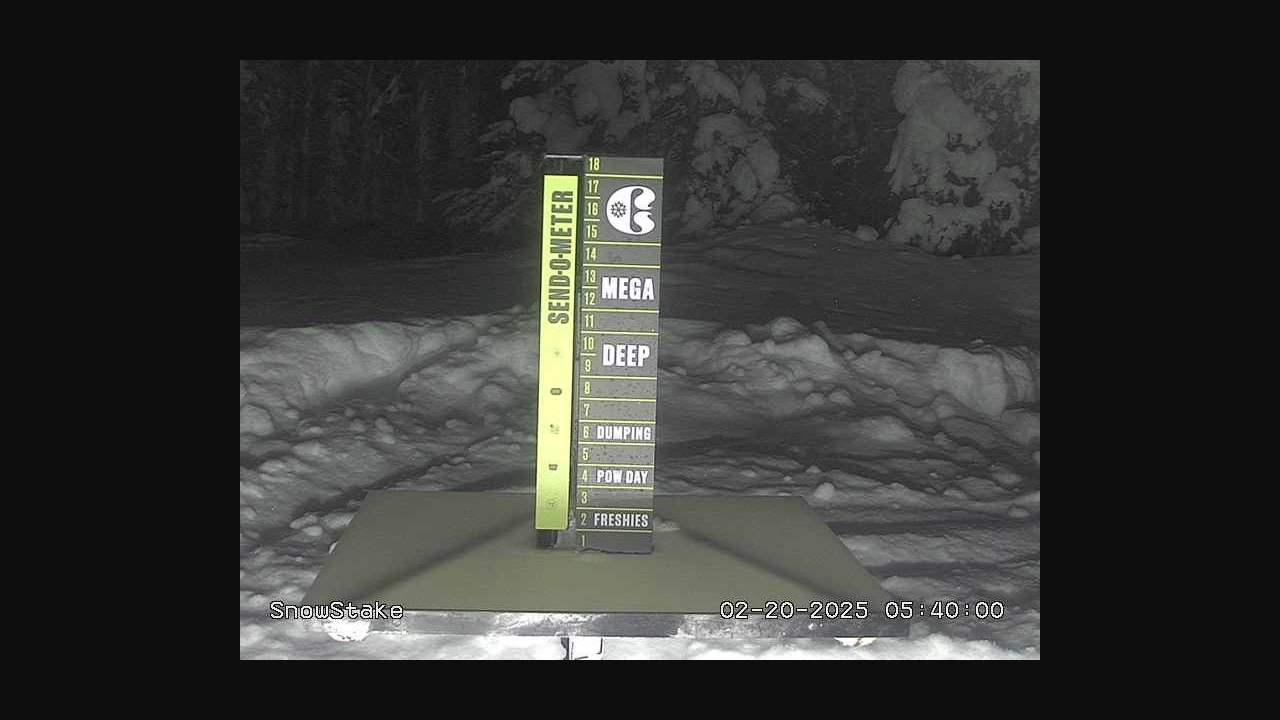 SEND-O-METER
18
17
16
15
14
13
MEGA
12
11
10
DEEP
9
8
7
6 DUMPING
5
4 POW DAY
3
2 FRESHIES
1
SnowStake
02-20-2025 05:40:00